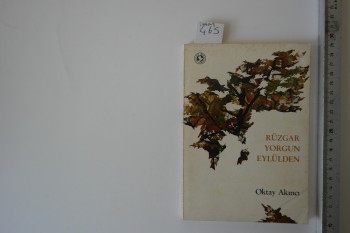 465
RÜZGAR
YORGUN
EYLÜLDEN
Oktay Akıncı